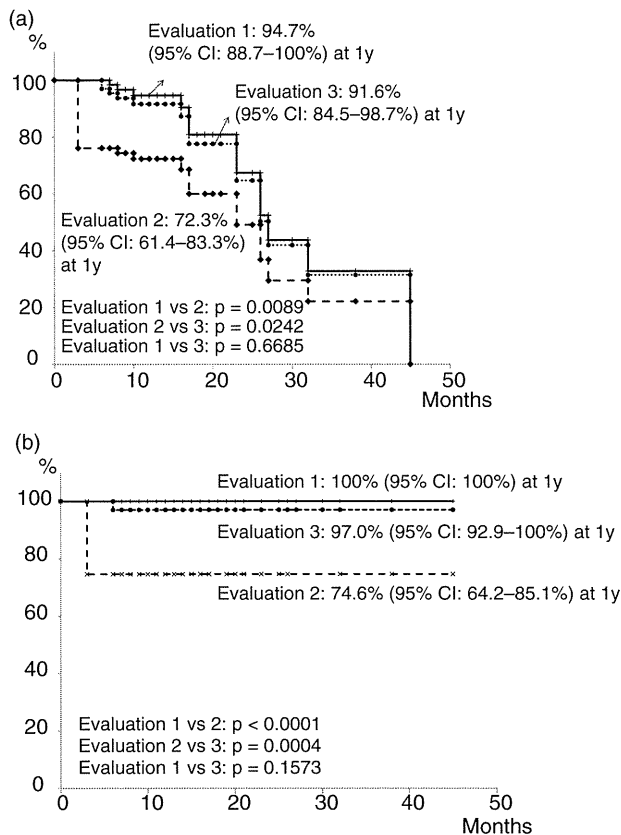 (a)
%
Evaluation 1: 94.7%
(95% CI: 88.7–100%) at 1y
100
Evaluation 3: 91.6%
(95% CI: 84.5–98.7%) at 1y
80
60
Evaluation 2: 72.3%
(95% CI: 61.4–83.3%)
at 1y
40
Evaluation 1 vs 2: p = 0.0089
20
Evaluation 2 vs 3: p = 0.0242
Evaluation 1 vs 3: p = 0.6685
0
0 10 20 30 40 50
Months
(b)
%
Evaluation 1: 100% (95% CI: 100%) at 1y
100
Evaluation 3: 97.0% (95% CI: 92.9–100%) at 1y
80
Evaluation 2: 74.6% (95% CI: 64.2–85.1%) at 1y
60
40
Evaluation 1 vs 2: p < 0.0001
20
Evaluation 2 vs 3: p = 0.0004
Evaluation 1 vs 3: p = 0.1573
0
0 10 20 30 40 50
Months